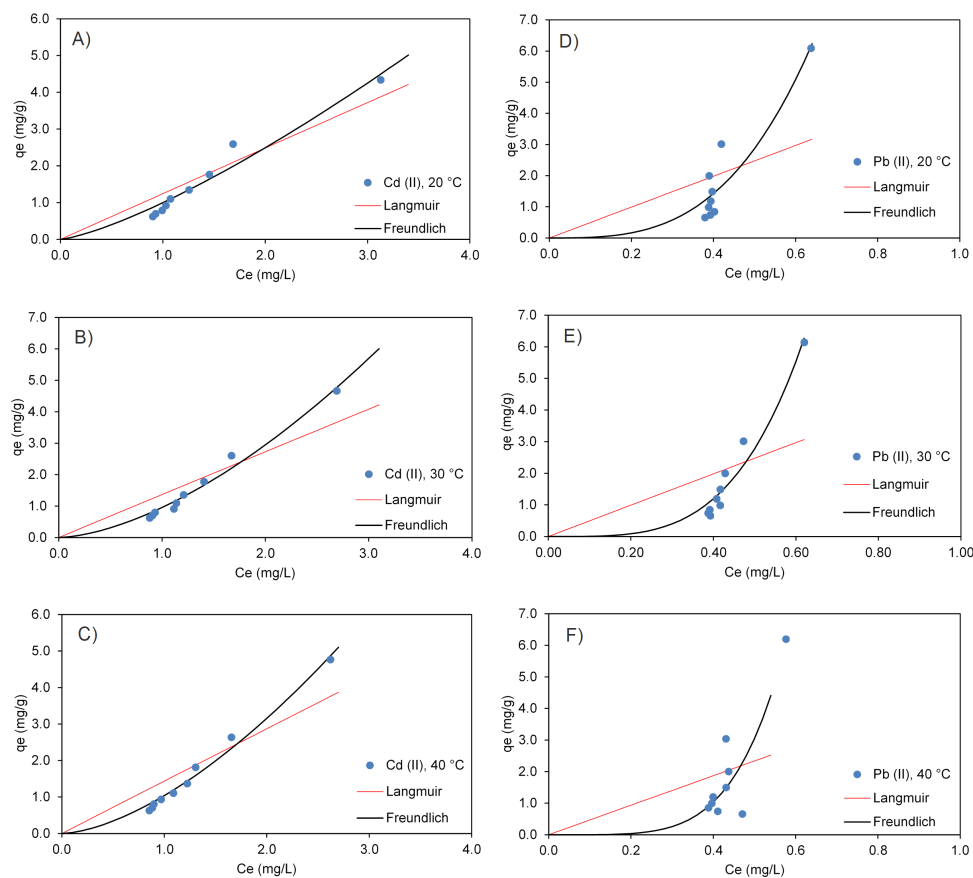 A)
6.0
5.0
4.0
3.0
2.0
1.0
0.0
qe (mg/g)
0.0 1.0 2.0 3.0 4.0
Ce (mg/L)
Cd (II), 20 °C
Langmuir
Freundlich
D)
7.0
6.0
5.0
4.0
3.0
2.0
1.0
0.0
qe (mg/g)
0.0 0.2 0.4 0.6 0.8 1.0
Ce (mg/L)
Pb (II), 20 °C
Langmuir
Freundlich
B)
7.0
6.0
5.0
4.0
3.0
2.0
1.0
0.0
qe (mg/g)
0.0 1.0 2.0 3.0 4.0
Ce (mg/L)
Cd (II), 30 °C
Langmuir
Freundlich
E)
7.0
6.0
5.0
4.0
3.0
2.0
1.0
0.0
qe (mg/g)
0.00 0.20 0.40 0.60 0.80 1.00
Ce (mg/L)
Pb (II), 30 °C
Langmuir
Freundlich
C)
6.0
5.0
4.0
3.0
2.0
1.0
0.0
qe (mg/g)
0.0 1.0 2.0 3.0 4.0
Ce (mg/L)
Cd (II), 40 °C
Langmuir
Freundlich
F)
7.0
6.0
5.0
4.0
3.0
2.0
1.0
0.0
qe (mg/g)
0.0 0.2 0.4 0.6 0.8 1.0
Ce (mg/L)
Pb (II), 40 °C
Langmuir
Freundlich